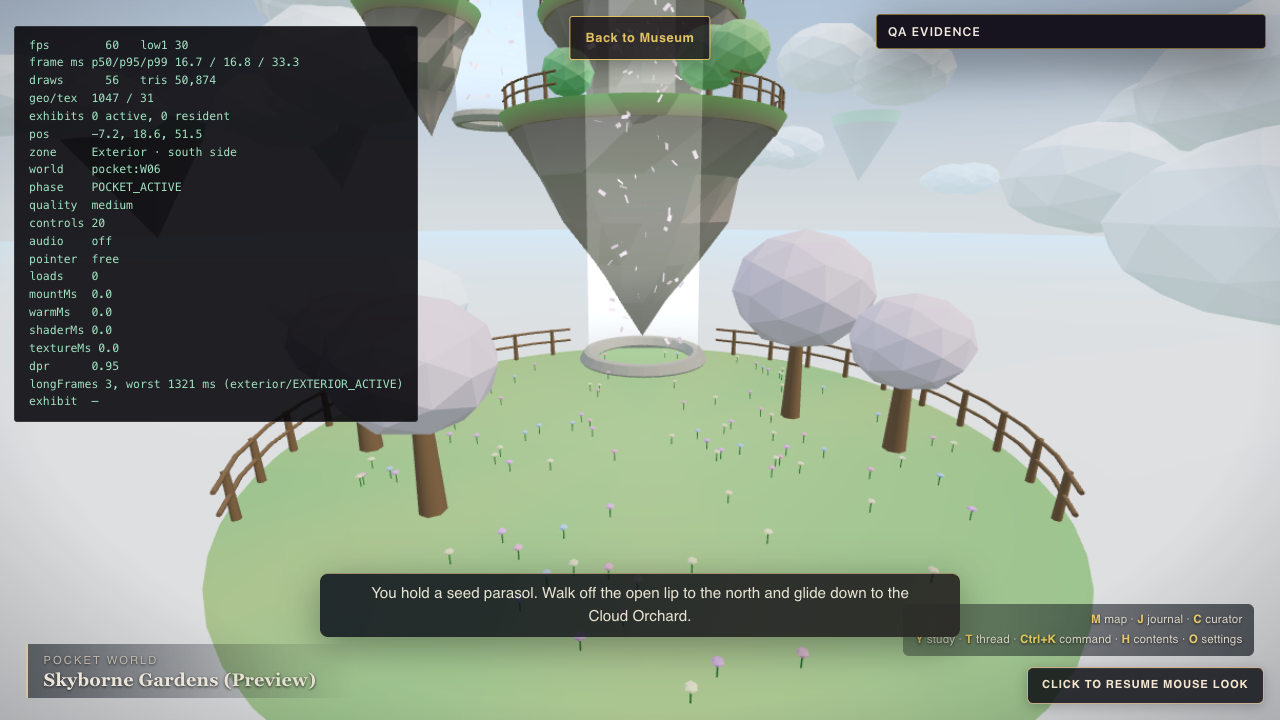 fps 60 low1 30
frame ms p50/p95/p99 16.7 / 16.8 / 33.3
draws 56 tris 50,874
geo/tex 1047 / 31
exhibits 0 active, 0 resident
pos −7.2, 18.6, 51.5
zone Exterior · south side
world pocket:W06
phase POCKET_ACTIVE
quality medium
controls 20
audio off
pointer free
loads 0
mountMs 0.0
warmMs 0.0
shaderMs 0.0
textureMs 0.0
dpr 0.95
longFrames 3, worst 1321 ms (exterior/EXTERIOR_ACTIVE)
exhibit —
Back to Museum
QA EVIDENCE
You hold a seed parasol. Walk off the open lip to the north and glide down to the
Cloud Orchard.
M map · J journal · C curator
Y study · T thread · Ctrl+K command · H contents · O settings
POCKET WORLD
Skyborne Gardens (Preview)
CLICK TO RESUME MOUSE LOOK